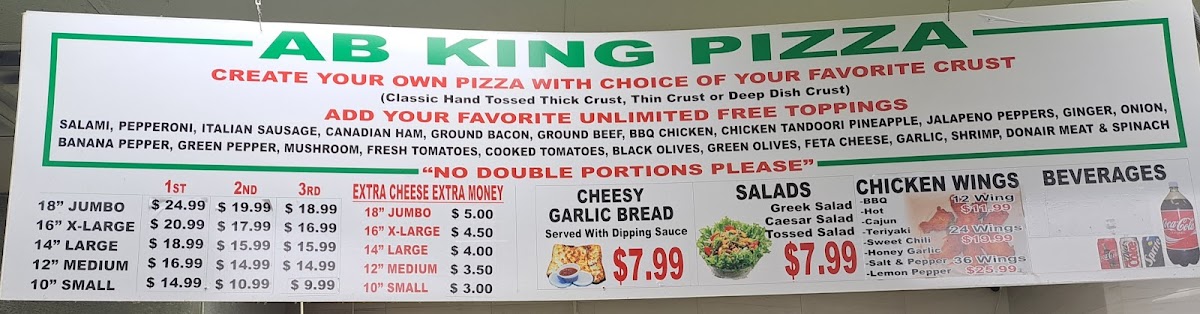 AB KING PIZZA
CREATE YOUR OWN PIZZA WITH CHOICE OF YOUR FAVORITE CRUST
(Classic Hand Tossed Thick Crust, Thin Crust or Deep Dish Crust)
ADD YOUR FAVORITE UNLIMITED FREE TOPPINGS
SALAMI, PEPPERONI, ITALIAN SAUSAGE, CANADIAN HAM, GROUND BACON, GROUND BEEF, BBQ CHICKEN, CHICKEN TANDOORI PINEAPPLE, JALAPENO PEPPERS, GINGER, ONION,
BANANA PEPPER, GREEN PEPPER, MUSHROOM, FRESH TOMATOES, COOKED TOMATOES, BLACK OLIVES, GREEN OLIVES, FETA CHEESE, GARLIC, SHRIMP, DONAIR MEAT & SPINACH
"NO DOUBLE PORTIONS PLEASE"
1ST 2ND 3RD
18" JUMBO $ 24.99 $ 19.99 $ 18.99
16" X-LARGE $ 20.99 $ 17.99 $ 16.99
14" LARGE $ 18.99 $ 15.99 $ 15.99
12" MEDIUM $ 16.99 $ 14.99 $ 14.99
10" SMALL $ 14.99 $ 10.99 $ 9.99
EXTRA CHEESE EXTRA MONEY
18" JUMBO $ 5.00
16" X-LARGE $ 4.50
14" LARGE $ 4.00
12" MEDIUM $ 3.50
10" SMALL $ 3.00
CHEESY
GARLIC BREAD
Served With Dipping Sauce
$7.99
SALADS
Greek Salad
Caesar Salad
Tossed Salad
$7.99
CHICKEN WINGS
-BBQ
-Hot
-Cajun
-Teriyaki
-Sweet Chili
-Honey Garlic
-Salt & Pepper
-Lemon Pepper
12 Wing
$11.99
24 Wings
$19.99
36 Wings
$25.99
BEVERAGES
Coca-Cola